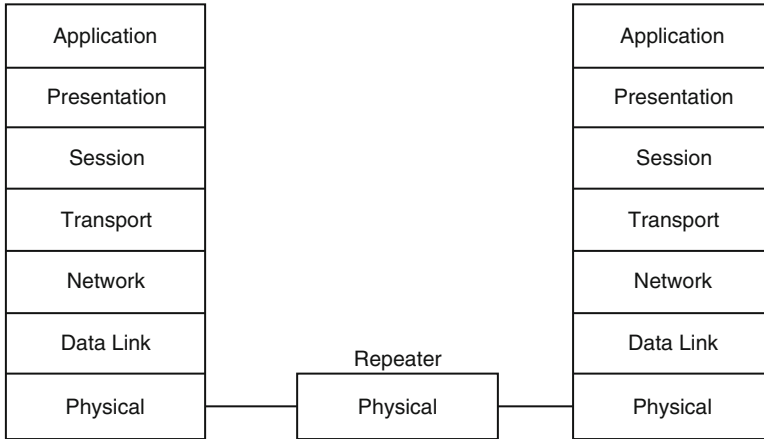 Application
Presentation
Session
Transport
Network
Data Link
Physical
Repeater
Physical
Application
Presentation
Session
Transport
Network
Data Link
Physical